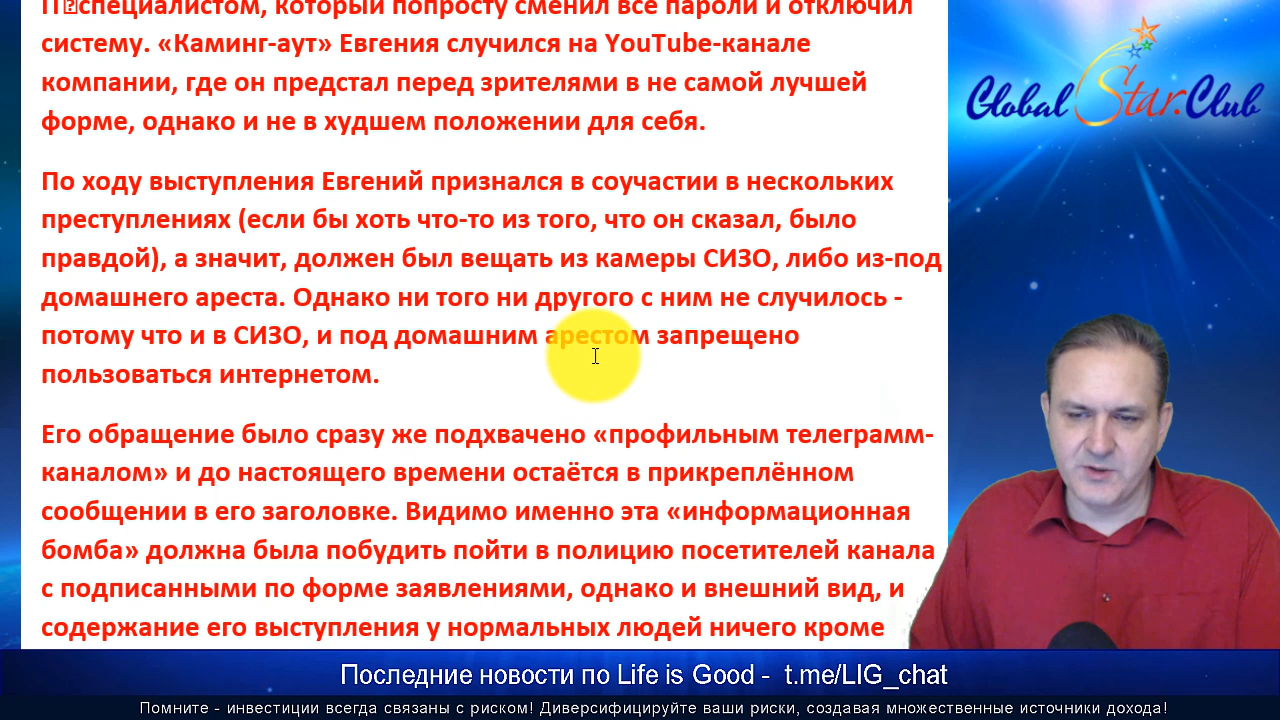 специалистом, который попросту сменил все пароли и отключил
систему. «Каминг-аут» Евгения случился на YouTube-канале
компании, где он предстал перед зрителями в не самой лучшей
форме, однако и не в худшем положении для себя.
По ходу выступления Евгений признался в соучастии в нескольких
преступлениях (если бы хоть что-то из того, что он сказал, было
правдой), а значит, должен был вещать из камеры СИЗО, либо из-под
домашнего ареста. Однако ни того ни другого с ним не случилось -
потому что и в СИЗО, и под домашним арестом запрещено
пользоваться интернетом.
Его обращение было сразу же подхвачено «профильным телеграмм-
каналом» и до настоящего времени остаётся в прикреплённом
сообщении в его заголовке. Видимо именно эта «информационная
бомба» должна была побудить пойти в полицию посетителей канала
с подписанными по форме заявлениями, однако и внешний вид, и
содержание его выступления у нормальных людей ничего кроме
Global Star.Club
Последние новости по Life is Good - t.me/LIG_chat
Помните - инвестиции всегда связаны с риском! Диверсифицируйте ваши риски, создавая множественные источники дохода!